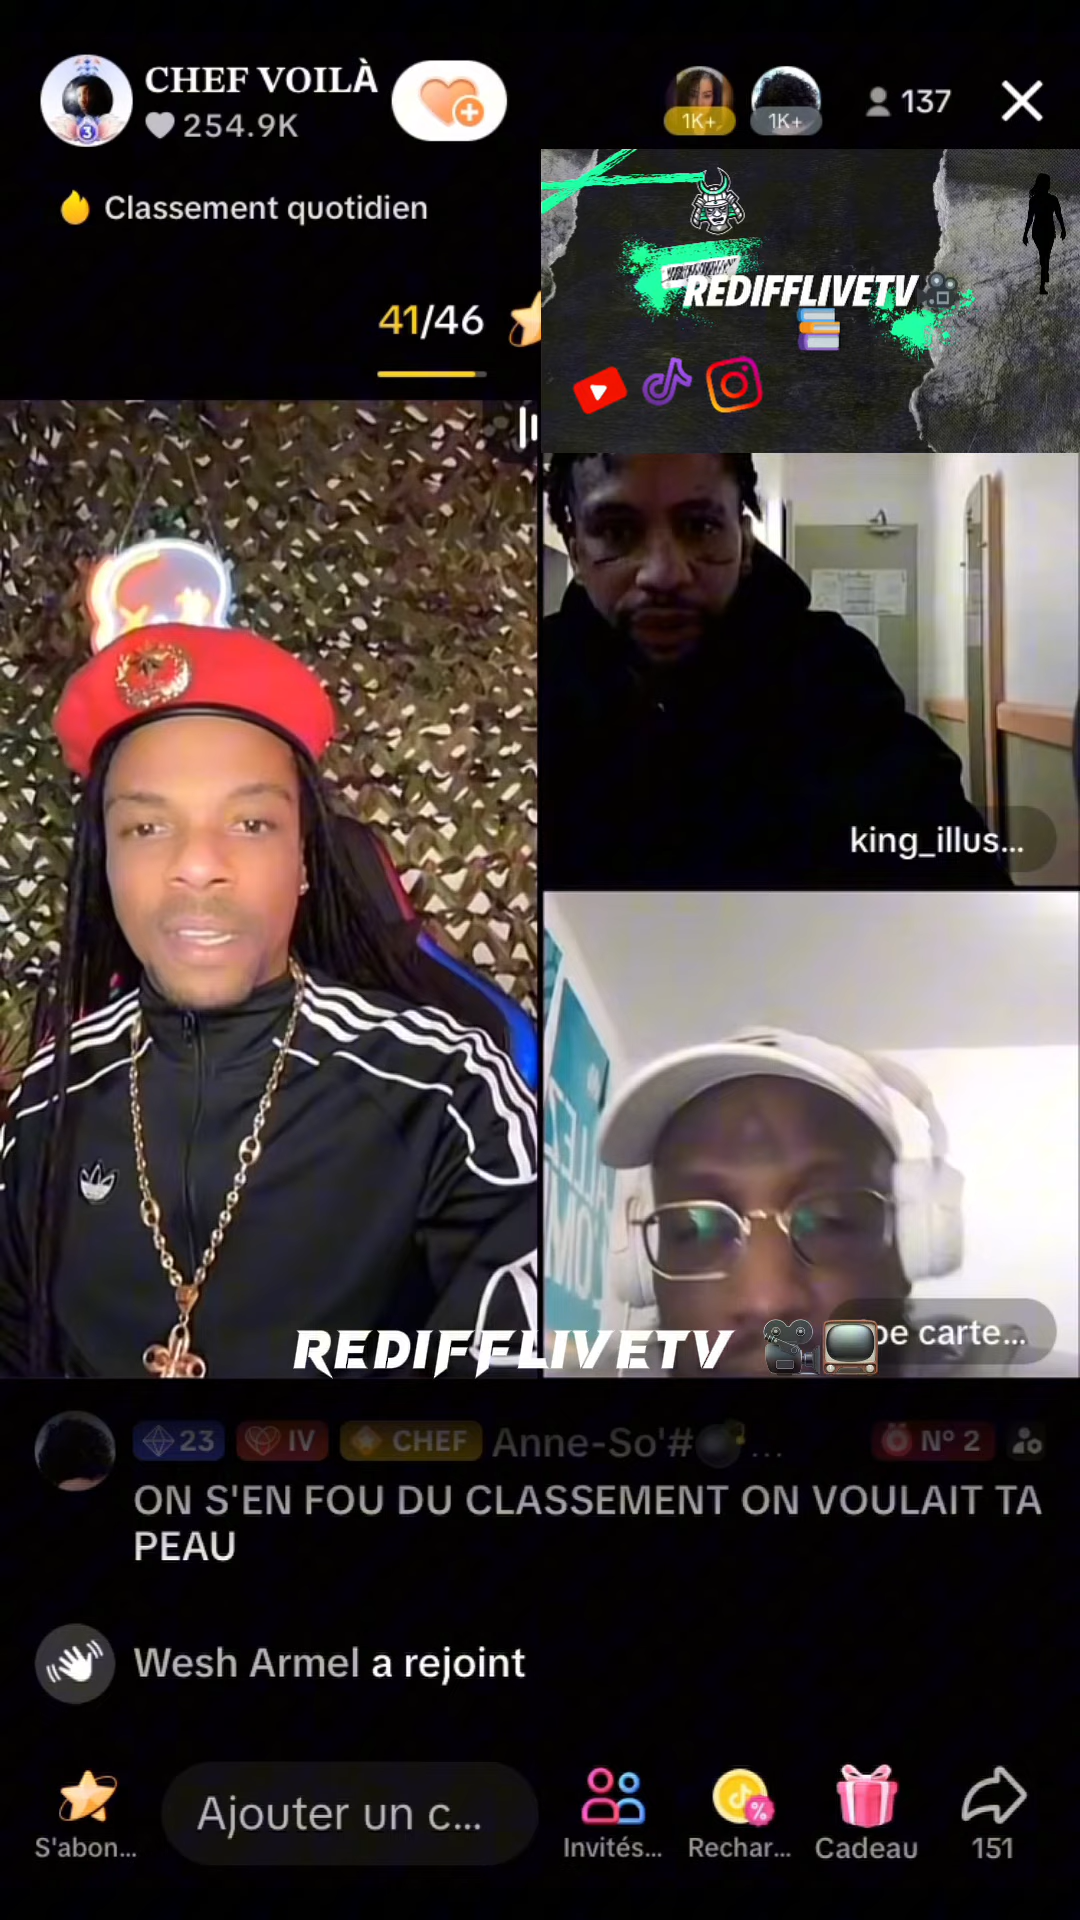 CHEF VOILÀ
254.9K
1K+
1K+
137
Classement quotidien
41/46
REDIFFLIVETV
king_illus...
REDIFFLIVETV
pe carte...
23
IV
CHEF
Anne-So'#...
N° 2
ON S'EN FOU DU CLASSEMENT ON VOULAIT TA
PEAU
Wesh Armel a rejoint
Ajouter un c...
S'abon...
Invités...
Rechar...
Cadeau
151